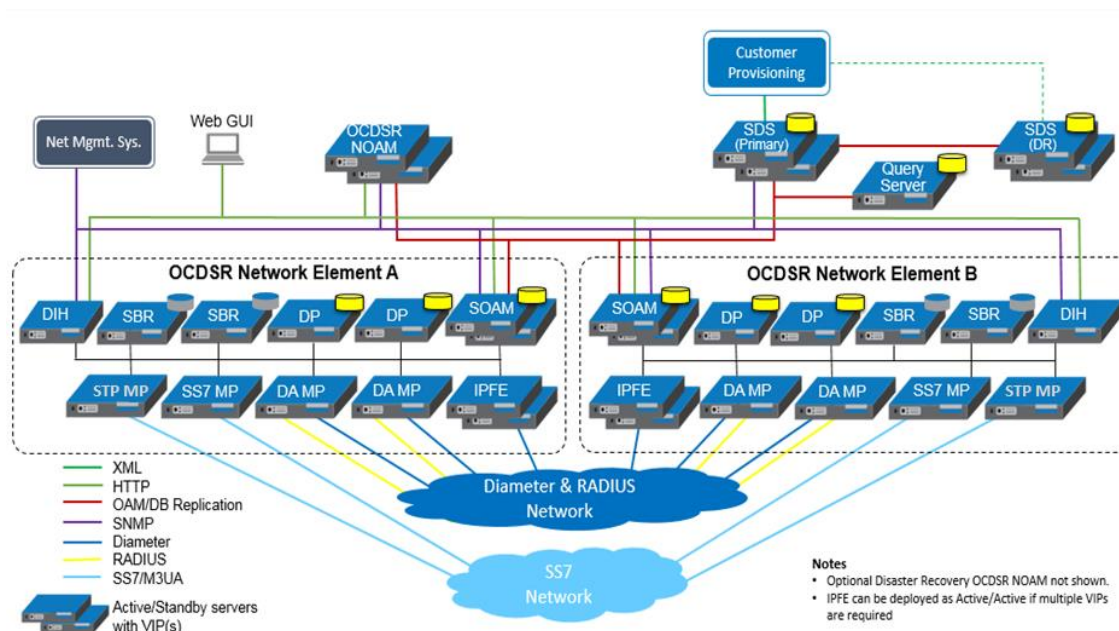 Customer
Provisioning
Net Mgmt. Sys.
Web GUI
OCDSR
NOAM
SDS
(Primary)
SDS
(DR)
Query
Server
OCDSR Network Element A
DIH
SBR
SBR
DP
DP
SOAM
STP MP
SS7 MP
DA MP
DA MP
IPFE
OCDSR Network Element B
SOAM
DP
DP
SBR
SBR
DIH
IPFE
DA MP
DA MP
SS7 MP
STP MP
XML
HTTP
OAM/DB Replication
SNMP
Diameter
RADIUS
SS7/M3UA
Active/Standby servers
with VIP(s)
Diameter & RADIUS
Network
SS7
Network
Notes
• Optional Disaster Recovery OCDSR NOAM not shown.
• IPFE can be deployed as Active/Active if multiple VIPs
are required